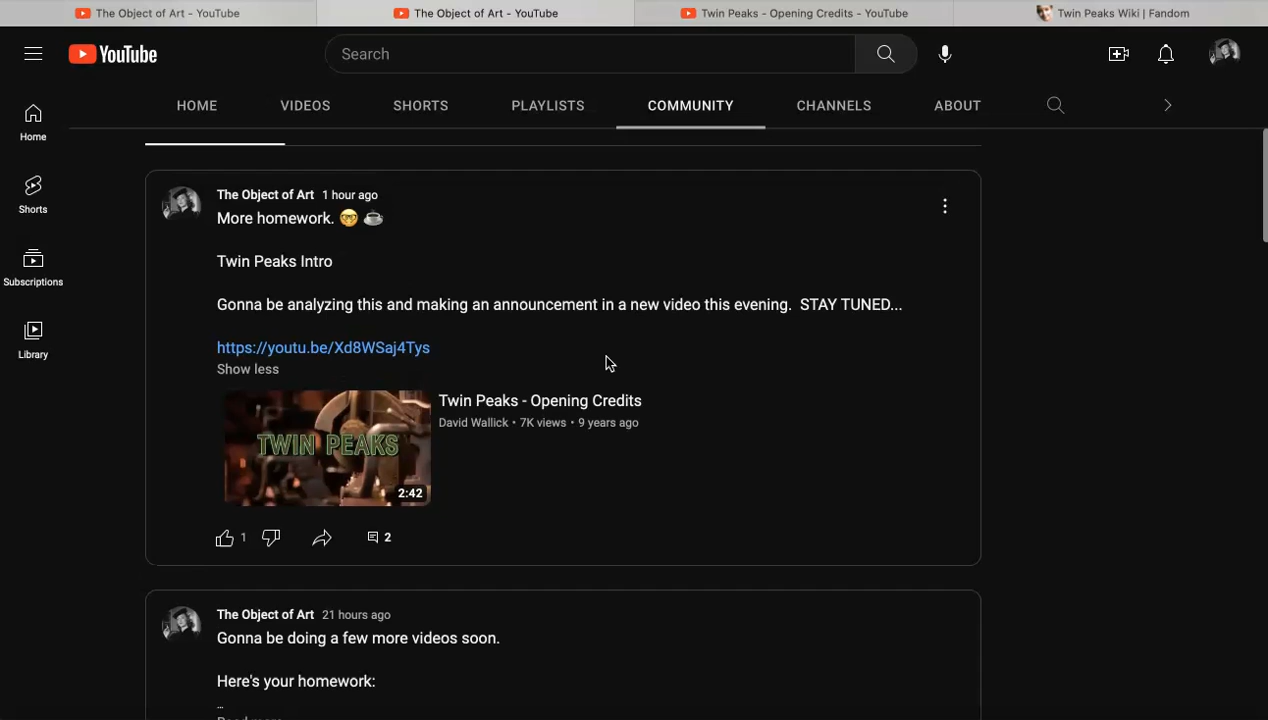 The Object of Art - YouTube
The Object of Art - YouTube
Twin Peaks - Opening Credits - YouTube
Twin Peaks Wiki | Fandom
YouTube
Search
HOME
VIDEOS
SHORTS
PLAYLISTS
COMMUNITY
CHANNELS
ABOUT
Home
Shorts
Subscriptions
Library
The Object of Art 1 hour ago
More homework. 🤓 ☕
Twin Peaks Intro
Gonna be analyzing this and making an announcement in a new video this evening.  STAY TUNED...
https://youtu.be/Xd8WSaj4Tys
Show less
TWIN PEAKS
2:42
Twin Peaks - Opening Credits
David Wallick • 7K views • 9 years ago
1
2
The Object of Art 21 hours ago
Gonna be doing a few more videos soon.
Here's your homework:
...